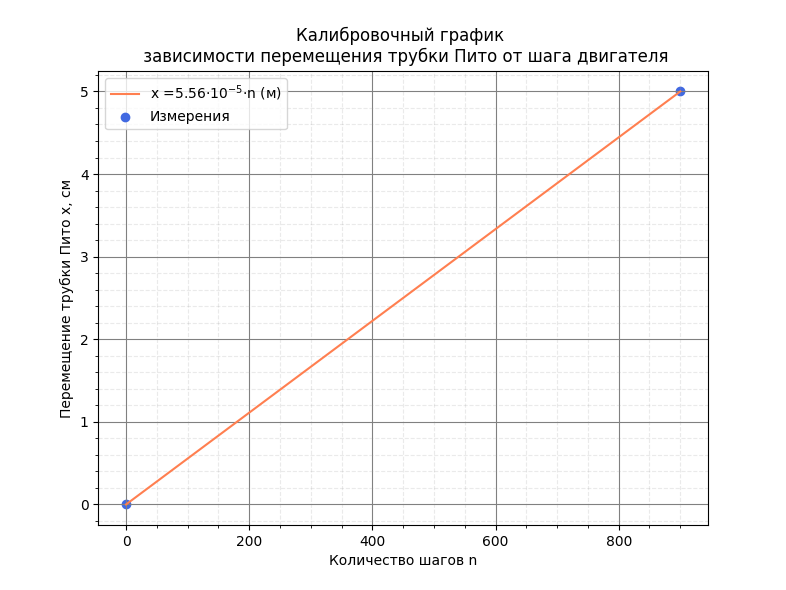 Калибровочный график
зависимости перемещения трубки Пито от шага двигателя
x =5.56·10⁻⁵·n (м)
Измерения
Перемещение трубки Пито x, см
5
4
3
2
1
0
0 200 400 600 800
Количество шагов n